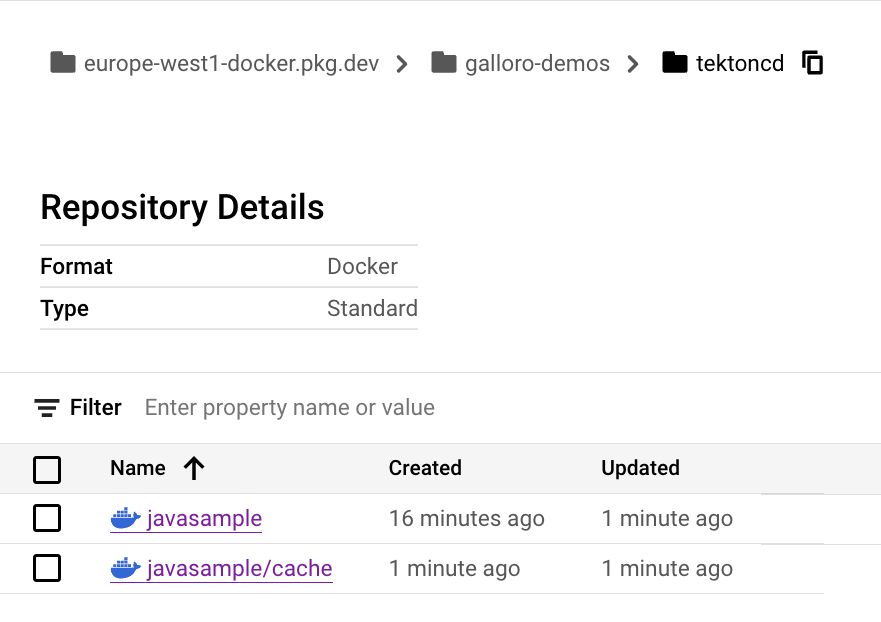 europe-west1-docker.pkg.dev galloro-demos tektoncd
Repository Details
Format Docker
Type Standard
Filter Enter property name or value
Name Created Updated
javasample 16 minutes ago 1 minute ago
javasample/cache 1 minute ago 1 minute ago